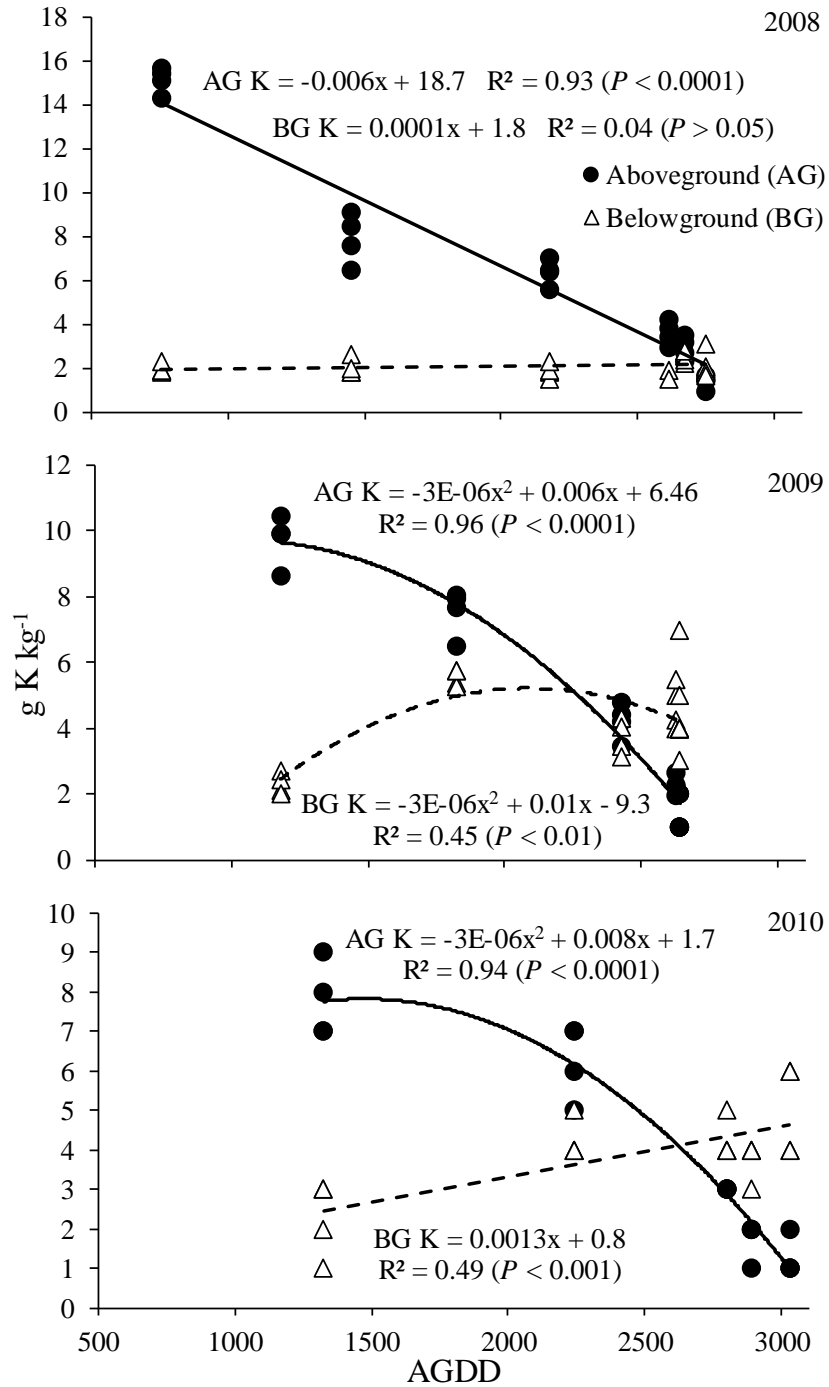 2008
18
16
14
12
10
8
6
4
2
0
AG K = -0.006x + 18.7 R² = 0.93 (P < 0.0001)
BG K = 0.0001x + 1.8 R² = 0.04 (P > 0.05)
Aboveground (AG)
Belowground (BG)
2009
12
10
8
6
4
2
0
g K kg⁻¹
AG K = -3E-06x² + 0.006x + 6.46
R² = 0.96 (P < 0.0001)
BG K = -3E-06x² + 0.01x - 9.3
R² = 0.45 (P < 0.01)
2010
10
9
8
7
6
5
4
3
2
1
0
AG K = -3E-06x² + 0.008x + 1.7
R² = 0.94 (P < 0.0001)
BG K = 0.0013x + 0.8
R² = 0.49 (P < 0.001)
500 1000 1500 2000 2500 3000
AGDD